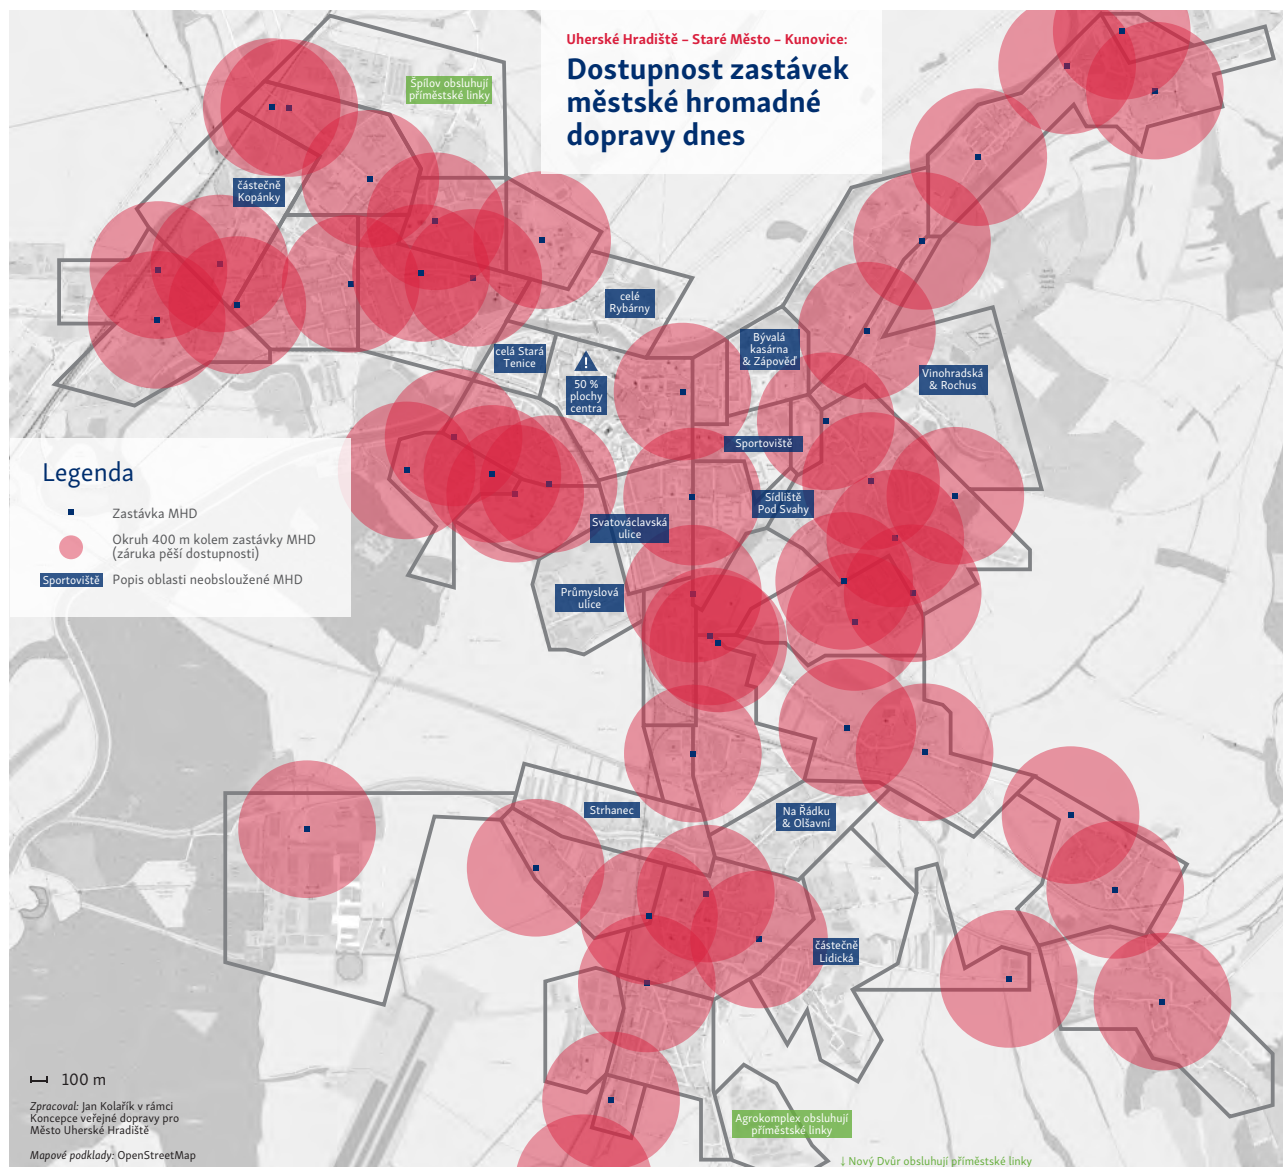 Uherské Hradiště – Staré Město – Kunovice:
Dostupnost zastávek
městské hromadné
dopravy dnes
Špílov obsluhují
příměstské linky
částečně
Kopánky
celé
Rybárny
celá Stará
Tenice
!
50 %
plochy
centra
Bývalá
kasárna
& Zápověď
Vinohradská
& Rochus
Sportoviště
Sídliště
Pod Svahy
Svatováclavská
ulice
Průmyslová
ulice
Legenda
Zastávka MHD
Okruh 400 m kolem zastávky MHD
(záruka pěší dostupnosti)
Sportoviště Popis oblasti neobsloužené MHD
Strhanec
Na Řádku
& Olšavní
částečně
Lidická
Agrokomplex obsluhují
příměstské linky
↓ Nový Dvůr obsluhují příměstské linky
100 m
Zpracoval: Jan Kolařík v rámci
Koncepce veřejné dopravy pro
Město Uherské Hradiště
Mapové podklady: OpenStreetMap